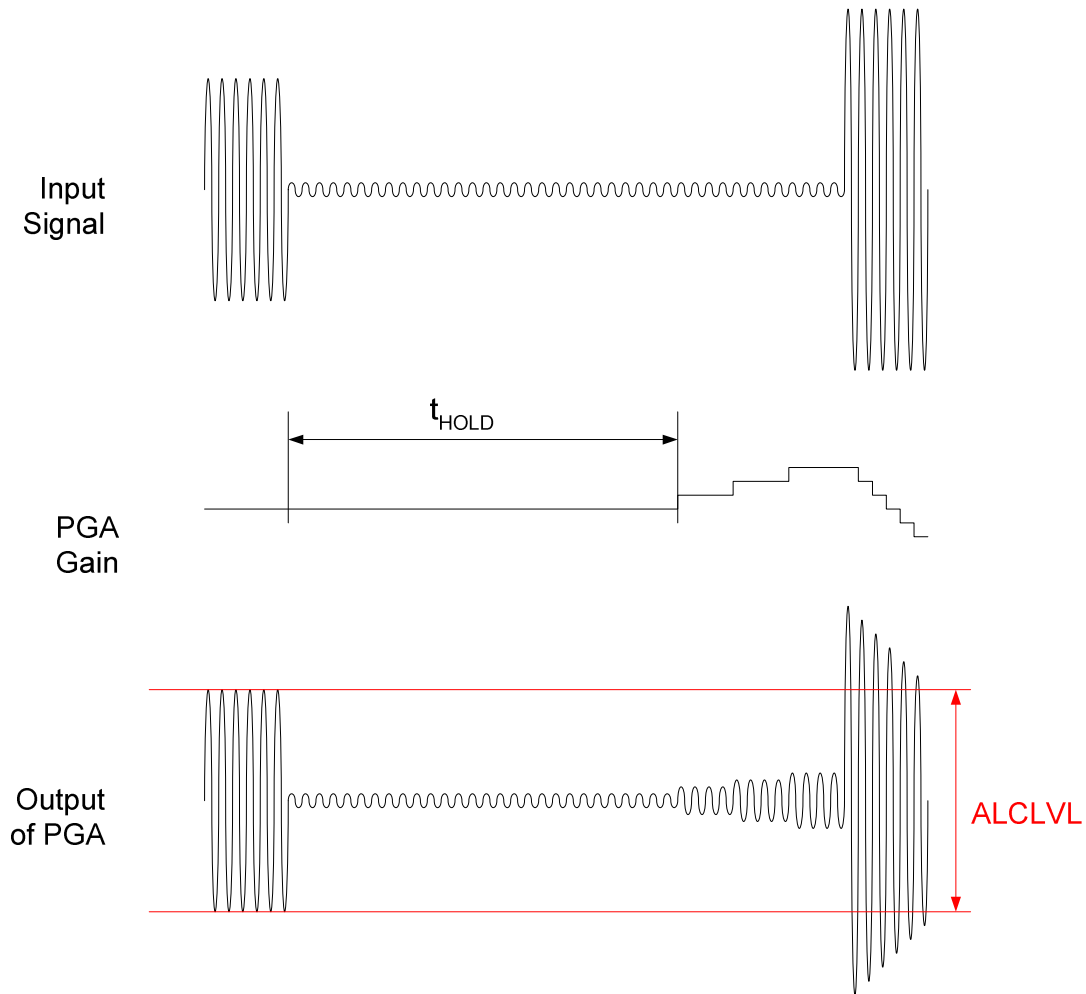 Input
Signal
tHOLD
PGA
Gain
Output
of PGA
ALCLVL